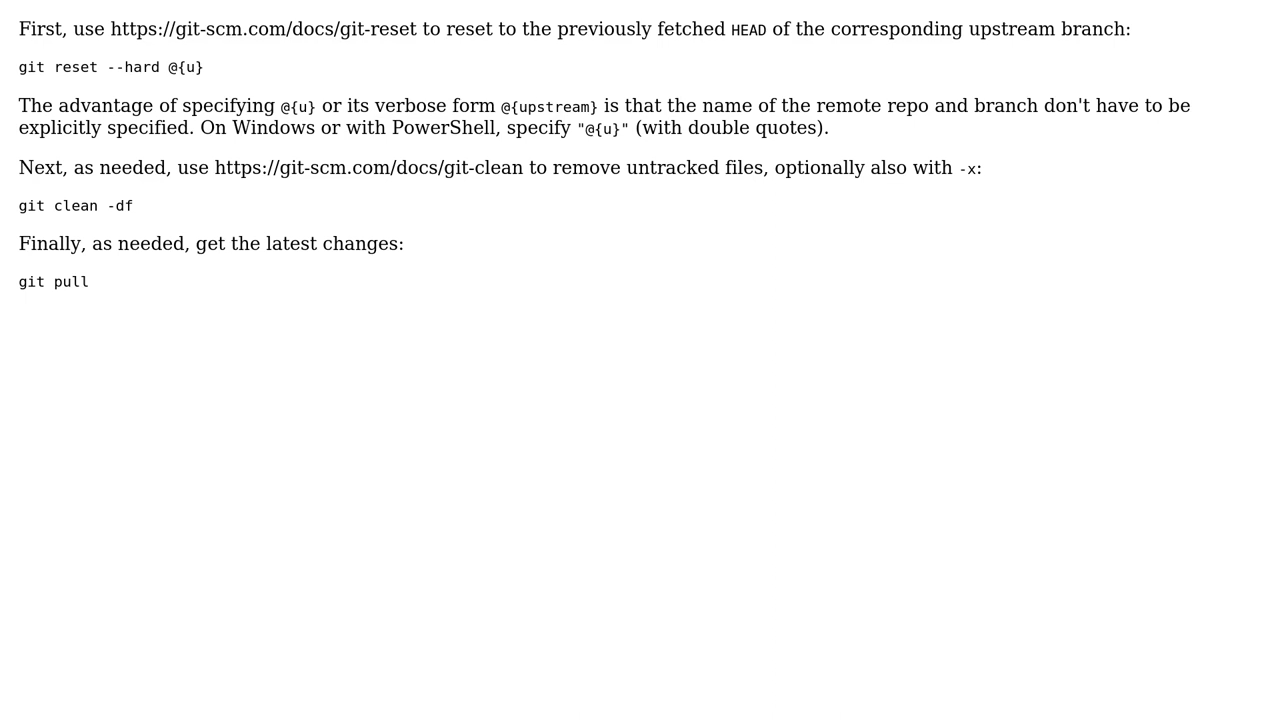 First, use https://git-scm.com/docs/git-reset to reset to the previously fetched HEAD of the corresponding upstream branch:
git reset --hard @{u}
The advantage of specifying @{u} or its verbose form @{upstream} is that the name of the remote repo and branch don't have to be
explicitly specified. On Windows or with PowerShell, specify "@{u}" (with double quotes).
Next, as needed, use https://git-scm.com/docs/git-clean to remove untracked files, optionally also with -x:
git clean -df
Finally, as needed, get the latest changes:
git pull